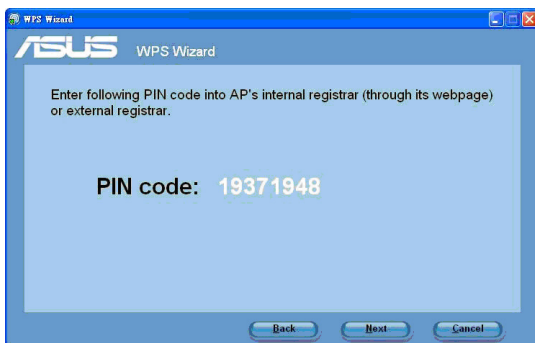 WPS Wizard
ASUS WPS Wizard
Enter following PIN code into AP's internal registrar (through its webpage)
or external registrar.
PIN code: 19371948
Back Next Cancel